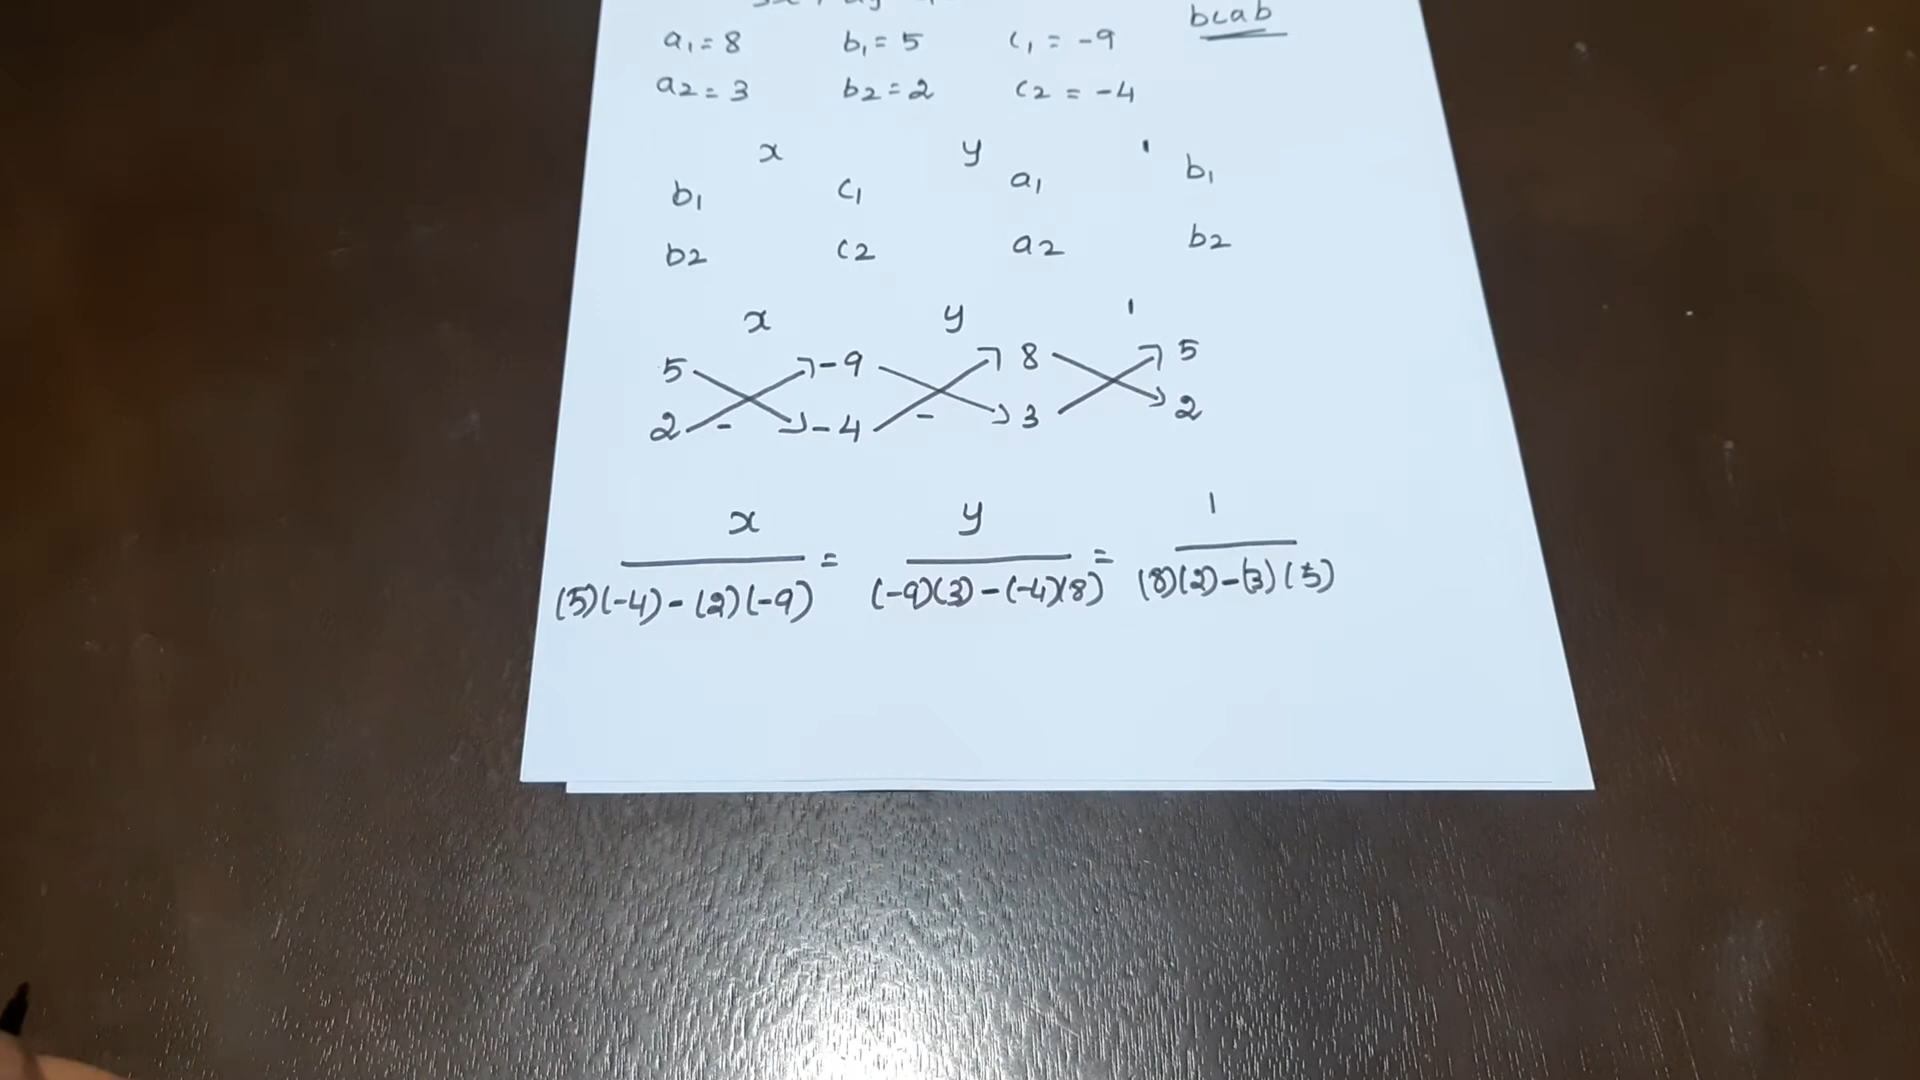 bcab
a1 = 8 b1 = 5 c1 = -9
a2 = 3 b2 = 2 c2 = -4
x y 1
b1 c1 a1 b1
b2 c2 a2 b2
x y 1
5 -9 8 5
2 - -4 - 3 2
x y 1
(5)(-4) - (2)(-9) = (-9)(3) - (-4)(8) = (8)(2) - (3)(5)